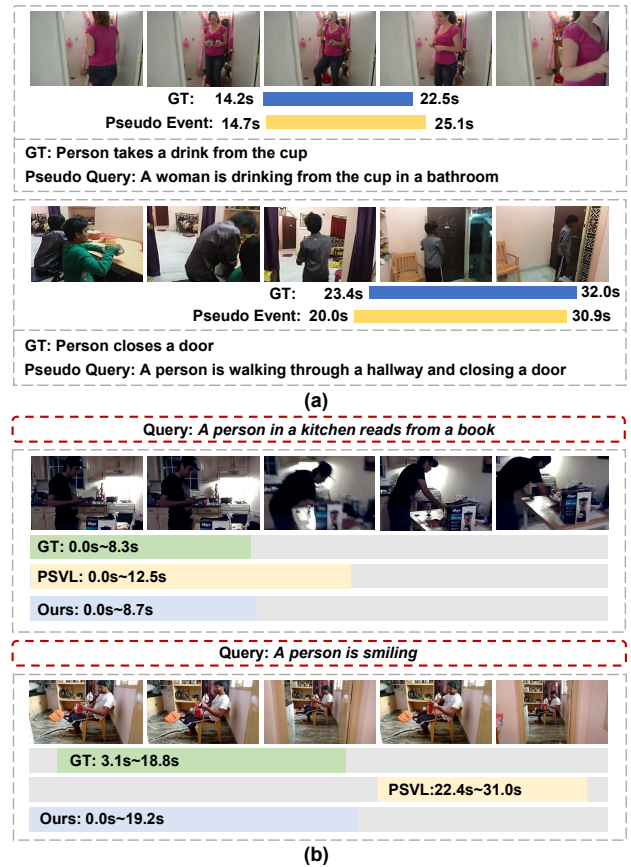 GT: 14.2s 22.5s
Pseudo Event: 14.7s 25.1s
GT: Person takes a drink from the cup
Pseudo Query: A woman is drinking from the cup in a bathroom
GT: 23.4s 32.0s
Pseudo Event: 20.0s 30.9s
GT: Person closes a door
Pseudo Query: A person is walking through a hallway and closing a door
(a)
Query: A person in a kitchen reads from a book
GT: 0.0s~8.3s
PSVL: 0.0s~12.5s
Ours: 0.0s~8.7s
Query: A person is smiling
GT: 3.1s~18.8s
PSVL:22.4s~31.0s
Ours: 0.0s~19.2s
(b)